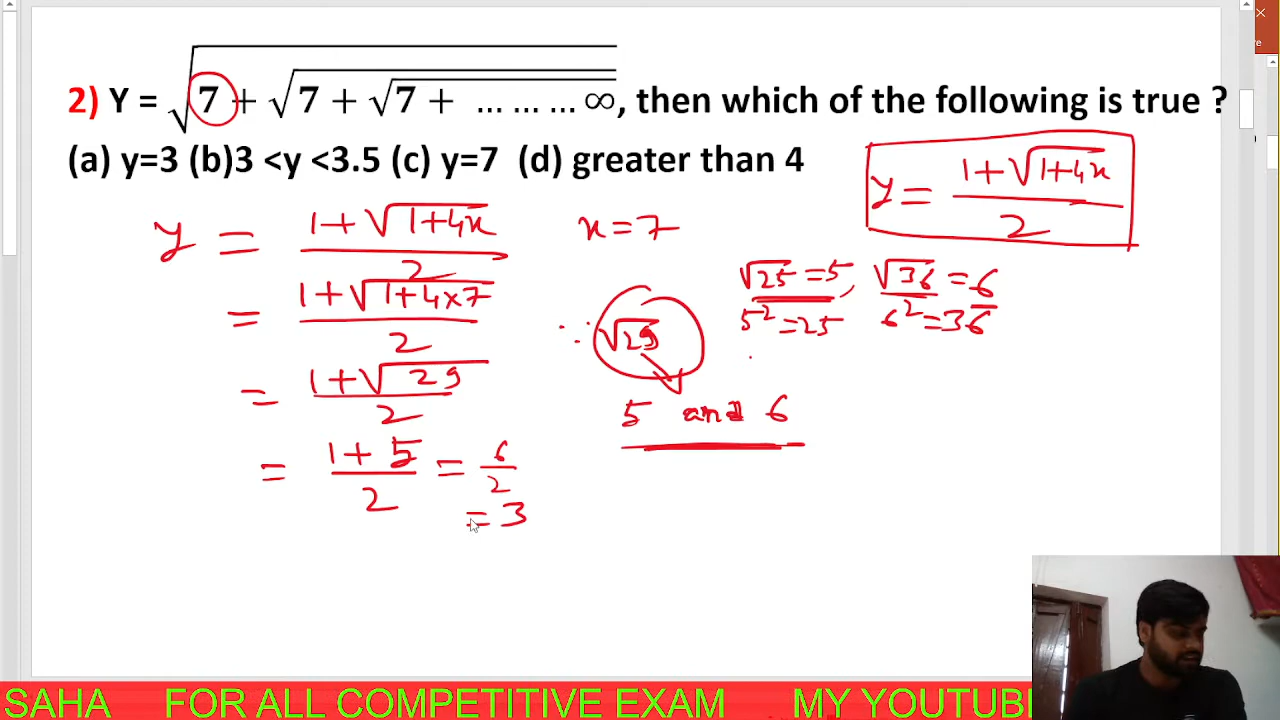 2) Y = √7 + √7 + √7 + ... ... ... ∞, then which of the following is true ?
(a) y=3 (b)3 <y <3.5 (c) y=7 (d) greater than 4
y = 1+√1+4x / 2
y = 1+√1+4x / 2
x=7
= 1+√1+4×7 / 2
√25 = 5, √36 = 6
5²=25 6²=36
∵ √29
= 1+√29 / 2
5 and 6
= 1+5 / 2 = 6 / 2
= 3
SAHA FOR ALL COMPETITIVE EXAM MY YOUTUB